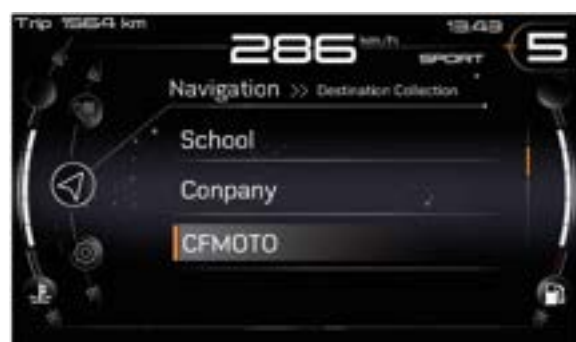 Trip 1564 km
13:43
286 km/h
SPORT
5
Navigation >> Destination Collection
School
Conpany
CFMOTO